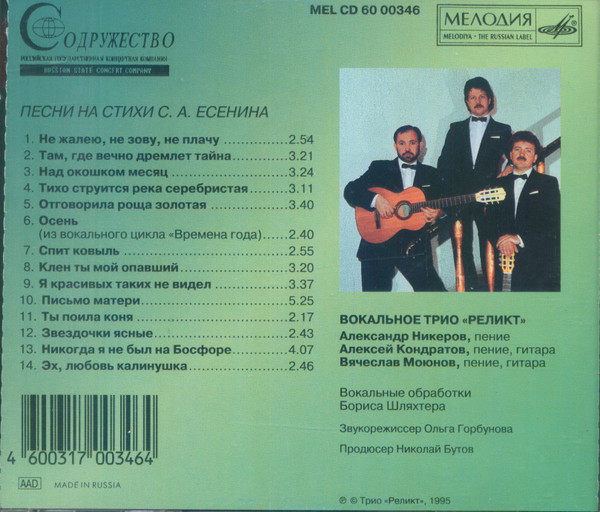 MEL CD 60 00346
СОДРУЖЕСТВО
РОССИЙСКАЯ ГОСУДАРСТВЕННАЯ КОНЦЕРТНАЯ КОМПАНИЯ
RUSSIAN STATE CONCERT COMPANY
МЕЛОДИЯ
MELODIYA - THE RUSSIAN LABEL
ПЕСНИ НА СТИХИ С. А. ЕСЕНИНА
1. Не жалею, не зову, не плачу 2.54
2. Там, где вечно дремлет тайна 3.21
3. Над окошком месяц 3.24
4. Тихо струится река серебристая 3.11
5. Отговорила роща золотая 3.40
6. Осень
(из вокального цикла «Времена года) 2.40
7. Спит ковыль 2.55
8. Клен ты мой опавший 3.20
9. Я красивых таких не видел 3.37
10. Письмо матери 5.25
11. Ты поила коня 2.17
12. Звездочки ясные 2.43
13. Никогда я не был на Босфоре 4.07
14. Эх, любовь калинушка 2.46
ВОКАЛЬНОЕ ТРИО «РЕЛИКТ»
Александр Никеров, пение
Алексей Кондратов, пение, гитара
Вячеслав Моюнов, пение, гитара
Вокальные обработки
Бориса Шляхтера
Звукорежиссер Ольга Горбунова
Продюсер Николай Бутов
4 600317 003464
AAD MADE IN RUSSIA
℗ © Трио «Реликт», 1995